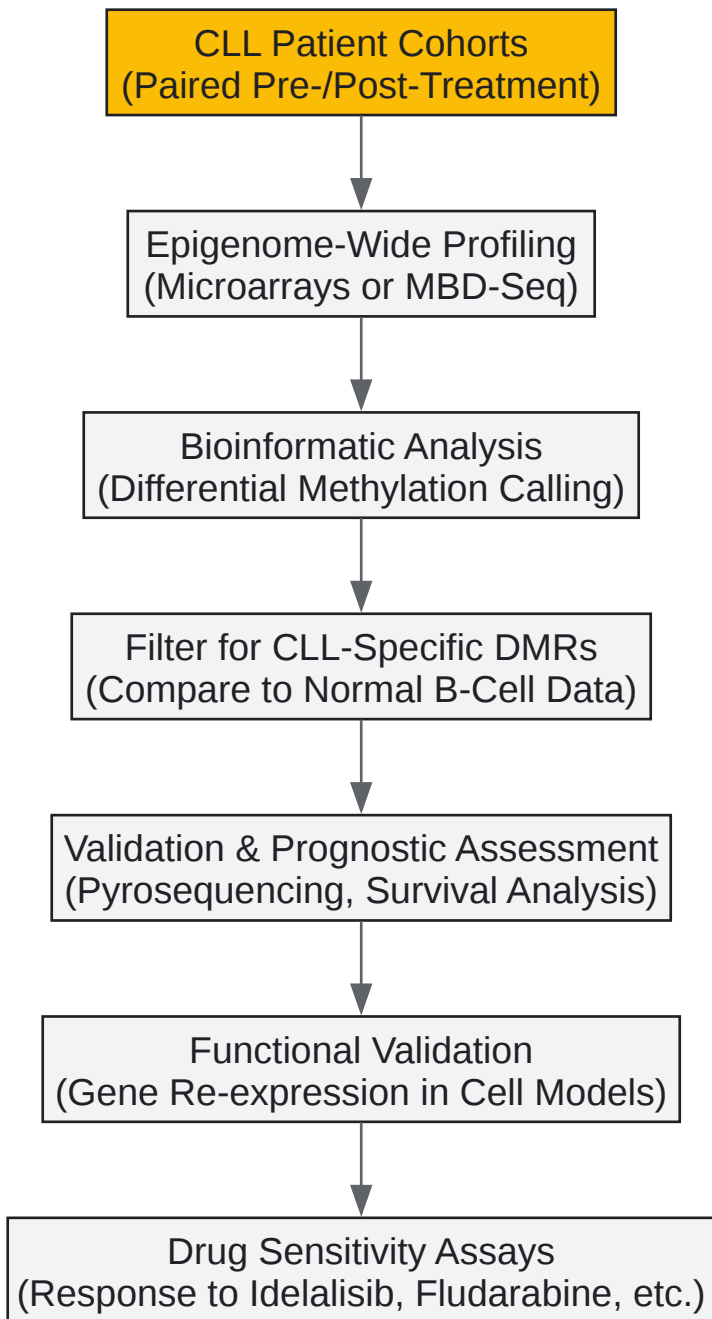 CLL Patient Cohorts
(Paired Pre-/Post-Treatment)
Epigenome-Wide Profiling
(Microarrays or MBD-Seq)
Bioinformatic Analysis
(Differential Methylation Calling)
Filter for CLL-Specific DMRs
(Compare to Normal B-Cell Data)
Validation & Prognostic Assessment
(Pyrosequencing, Survival Analysis)
Functional Validation
(Gene Re-expression in Cell Models)
Drug Sensitivity Assays
(Response to Idelalisib, Fludarabine, etc.)